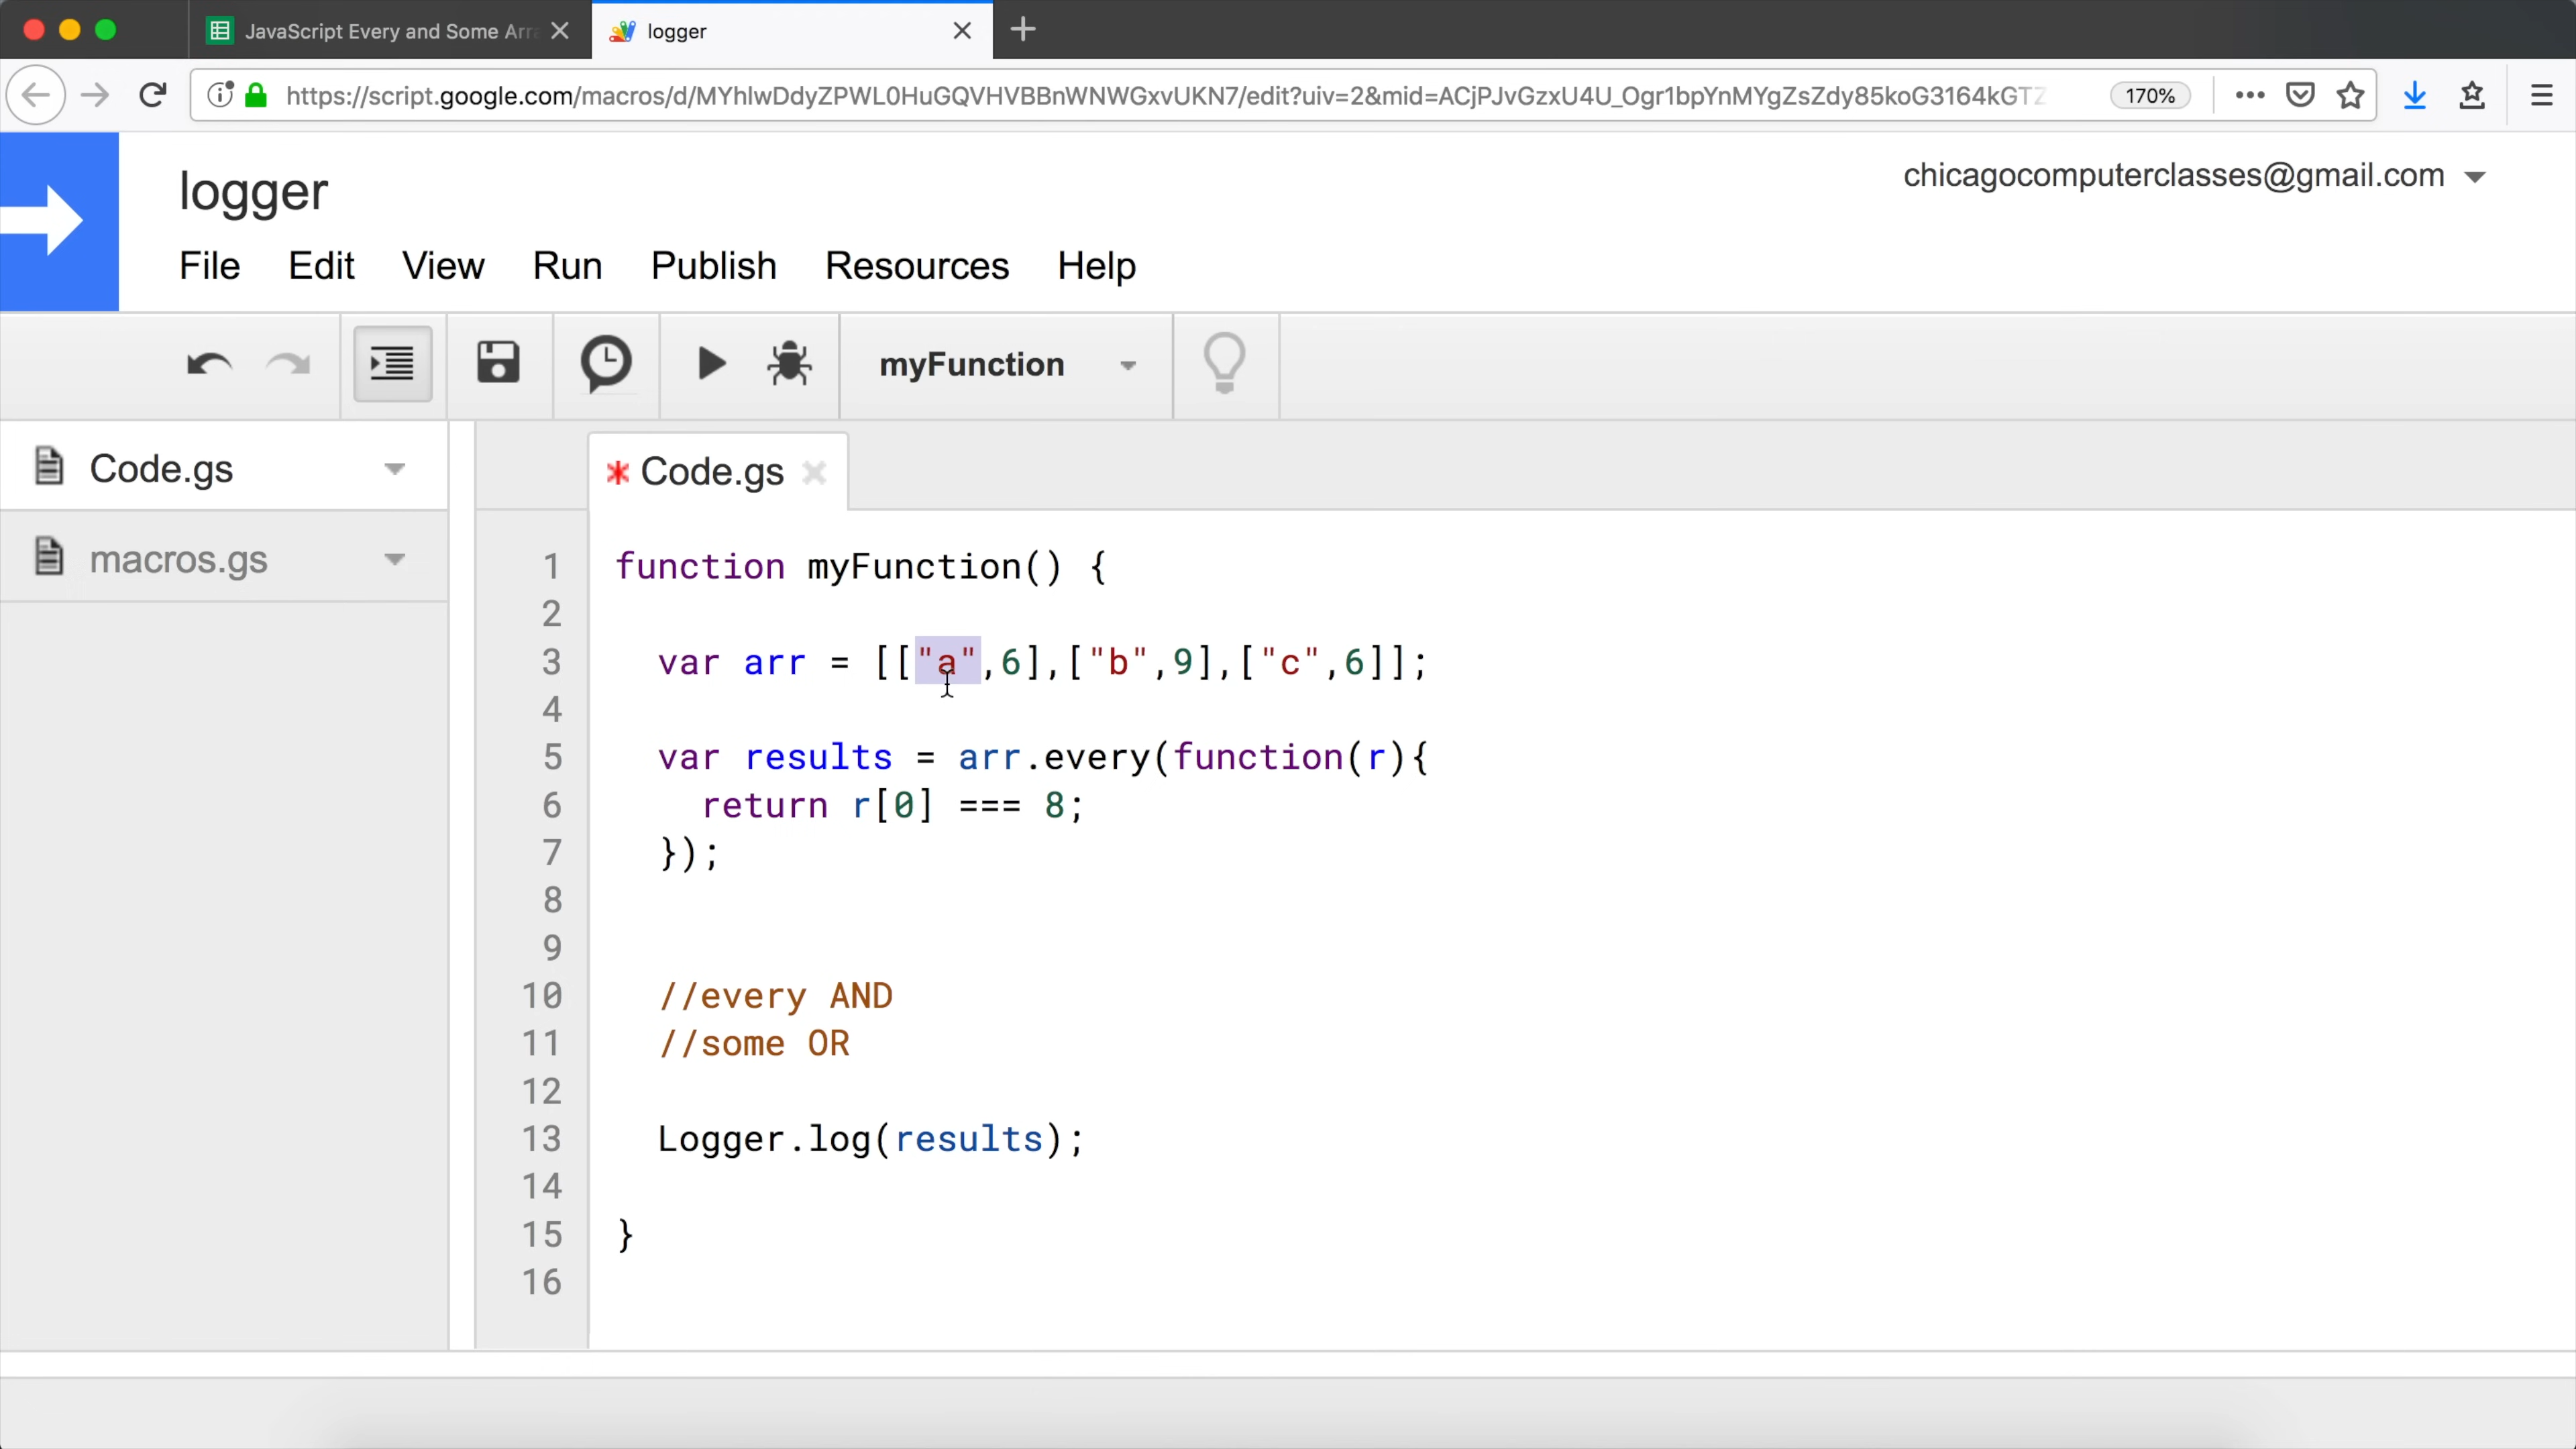 JavaScript Every and Some Arr
logger
https://script.google.com/macros/d/MYhlwDdyZPWL0HuGQVHVBBnWNWGxvUKN7/edit?uiv=2&mid=ACjPJvGzxU4U_Ogr1bpYnMYgZsZdy85koG3164kGTZ
170%
logger
chicagocomputerclasses@gmail.com
File Edit View Run Publish Resources Help
myFunction
Code.gs
macros.gs
* Code.gs
1 function myFunction() {
2
3 var arr = [["a",6],["b",9],["c",6]];
4
5 var results = arr.every(function(r){
6 return r[0] === 8;
7 });
8
9
10 //every AND
11 //some OR
12
13 Logger.log(results);
14
15 }
16